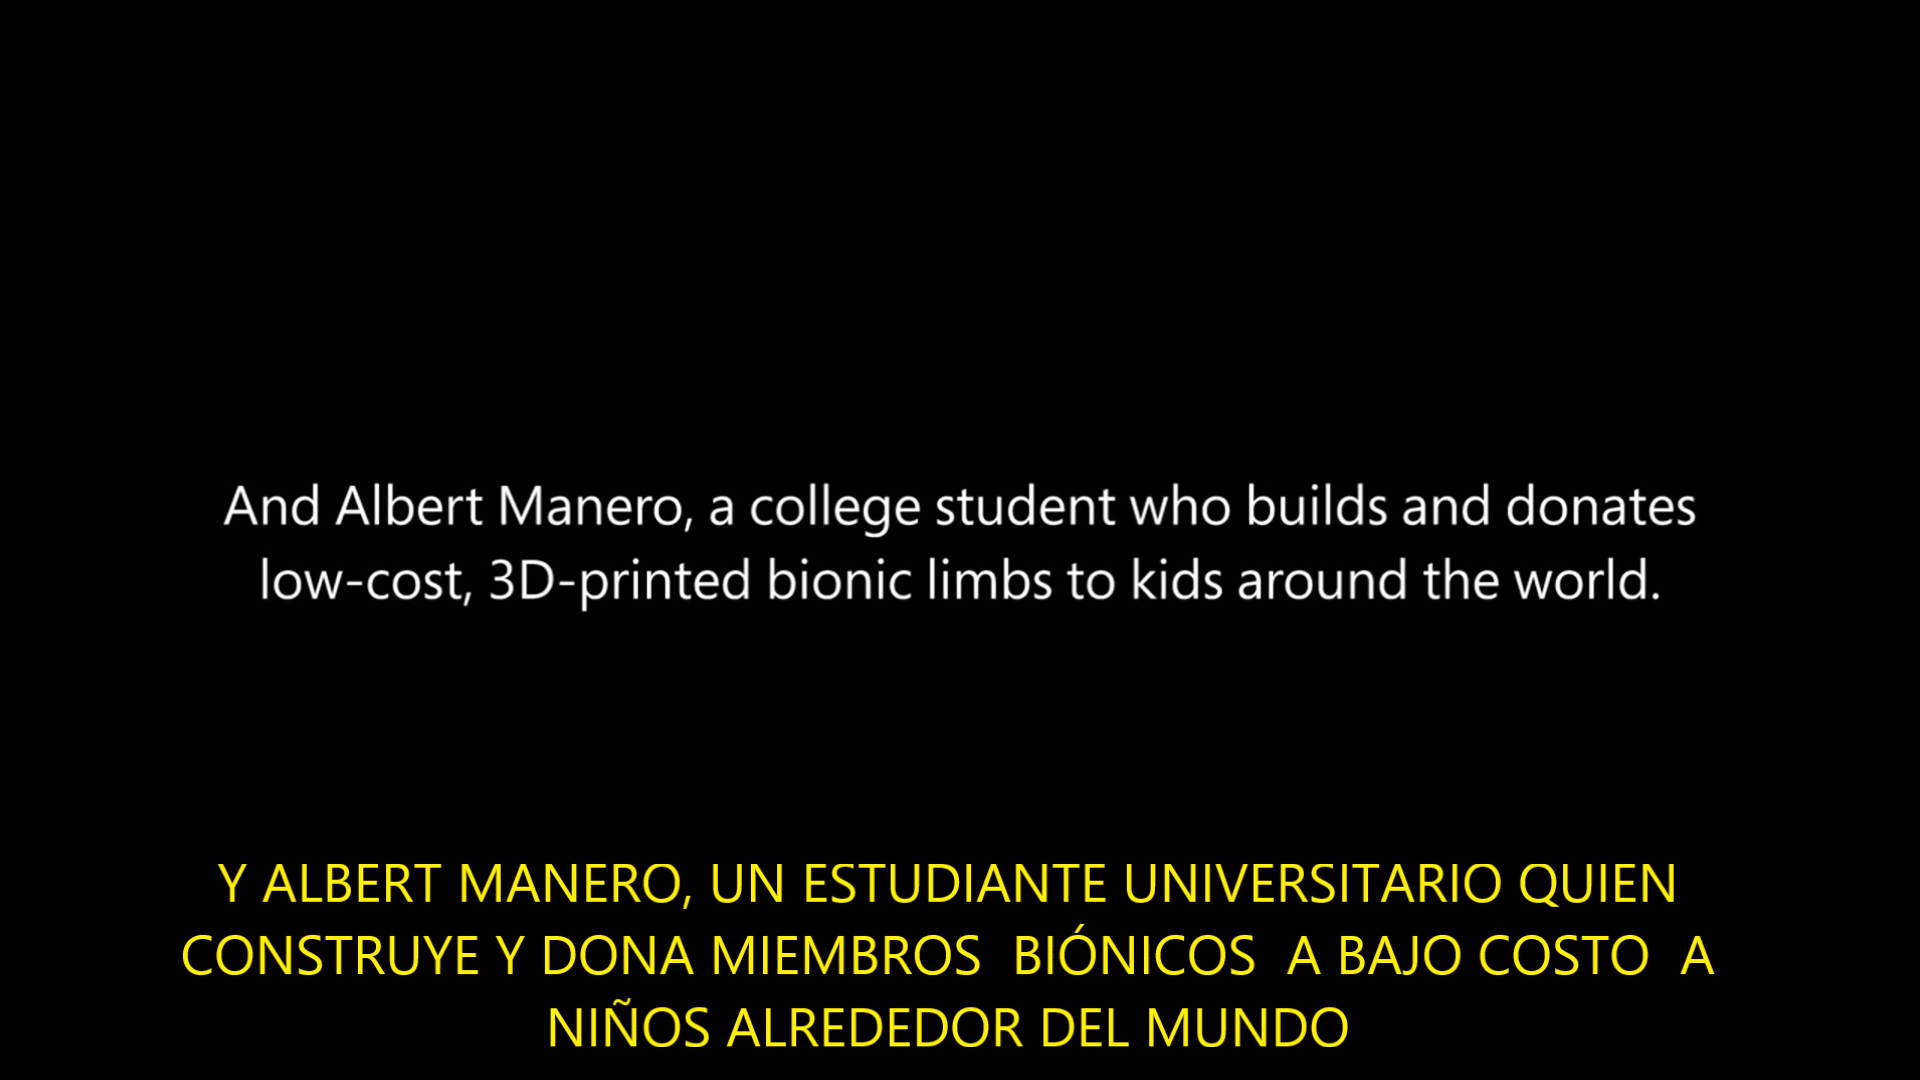 And Albert Manero, a college student who builds and donates
low-cost, 3D-printed bionic limbs to kids around the world.
Y ALBERT MANERO, UN ESTUDIANTE UNIVERSITARIO QUIEN
CONSTRUYE Y DONA MIEMBROS  BIÓNICOS  A BAJO COSTO  A
NIÑOS ALREDEDOR DEL MUNDO